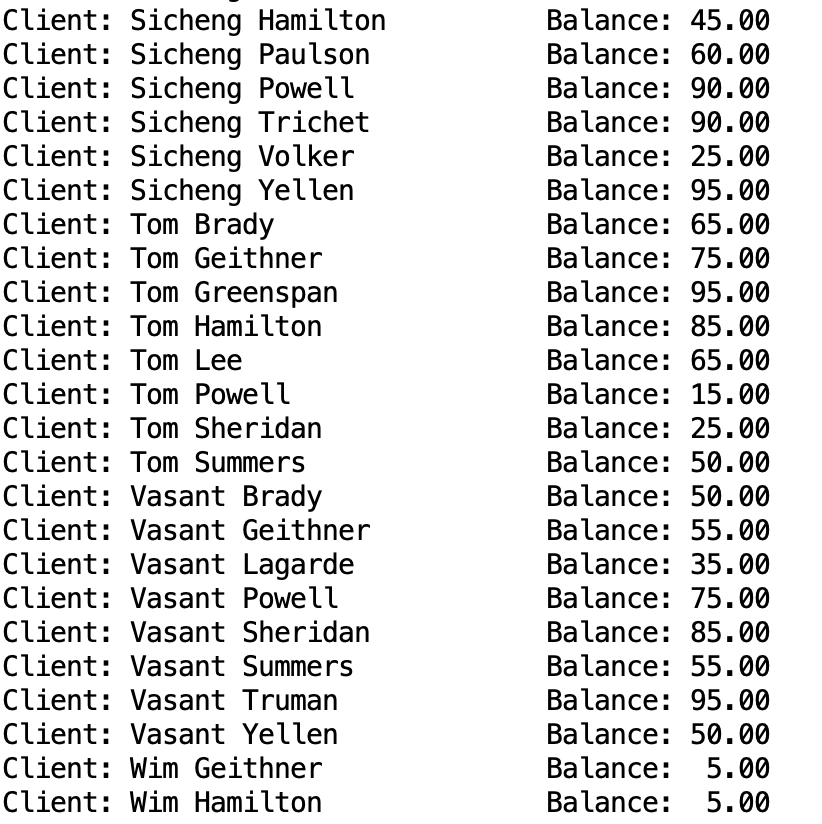 Client: Sicheng Hamilton          Balance: 45.00
Client: Sicheng Paulson           Balance: 60.00
Client: Sicheng Powell            Balance: 90.00
Client: Sicheng Trichet           Balance: 90.00
Client: Sicheng Volker            Balance: 25.00
Client: Sicheng Yellen            Balance: 95.00
Client: Tom Brady                 Balance: 65.00
Client: Tom Geithner              Balance: 75.00
Client: Tom Greenspan             Balance: 95.00
Client: Tom Hamilton              Balance: 85.00
Client: Tom Lee                   Balance: 65.00
Client: Tom Powell                Balance: 15.00
Client: Tom Sheridan              Balance: 25.00
Client: Tom Summers               Balance: 50.00
Client: Vasant Brady              Balance: 50.00
Client: Vasant Geithner           Balance: 55.00
Client: Vasant Lagarde            Balance: 35.00
Client: Vasant Powell             Balance: 75.00
Client: Vasant Sheridan           Balance: 85.00
Client: Vasant Summers            Balance: 55.00
Client: Vasant Truman             Balance: 95.00
Client: Vasant Yellen             Balance: 50.00
Client: Wim Geithner              Balance:  5.00
Client: Wim Hamilton              Balance:  5.00